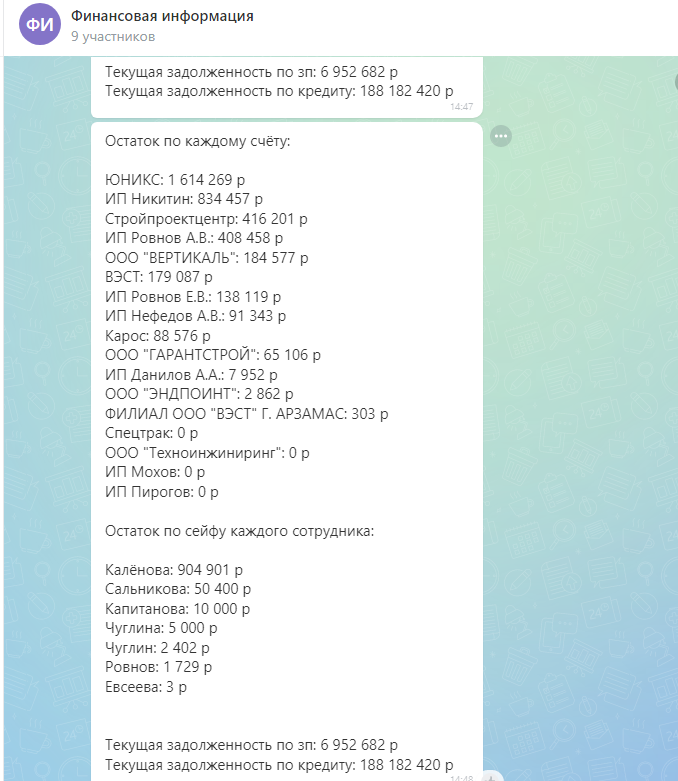 ФИ
Финансовая информация
9 участников
Текущая задолженность по зп: 6 952 682 р
Текущая задолженность по кредиту: 188 182 420 р
14:47
Остаток по каждому счёту:
ЮНИКС: 1 614 269 р
ИП Никитин: 834 457 р
Стройпроектцентр: 416 201 р
ИП Ровнов А.В.: 408 458 р
ООО "ВЕРТИКАЛЬ": 184 577 р
ВЭСТ: 179 087 р
ИП Ровнов Е.В.: 138 119 р
ИП Нефедов А.В.: 91 343 р
Карос: 88 576 р
ООО "ГАРАНТСТРОЙ": 65 106 р
ИП Данилов А.А.: 7 952 р
ООО "ЭНДПОИНТ": 2 862 р
ФИЛИАЛ ООО "ВЭСТ" Г. АРЗАМАС: 303 р
Спецтрак: 0 р
ООО "Техноинжиниринг": 0 р
ИП Мохов: 0 р
ИП Пирогов: 0 р
Остаток по сейфу каждого сотрудника:
Калёнова: 904 901 р
Сальникова: 50 400 р
Капитанова: 10 000 р
Чуглина: 5 000 р
Чуглин: 2 402 р
Ровнов: 1 729 р
Евсеева: 3 р
Текущая задолженность по зп: 6 952 682 р
Текущая задолженность по кредиту: 188 182 420 р
14:48